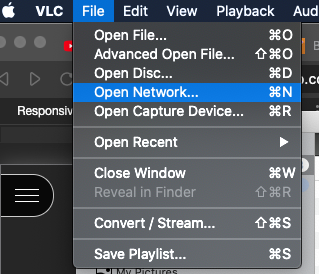 VLC File Edit View Playback Aud
Open File... ⌘O
Advanced Open File... ⇧⌘O
Open Disc... ⌘D
Open Network... ⌘N
Open Capture Device... ⌘R
Open Recent ▶
Close Window ⌘W
Reveal in Finder ⇧⌘R
Convert / Stream... ⇧⌘S
Save Playlist... ⌘S
Responsiv
o.c
My Pictures